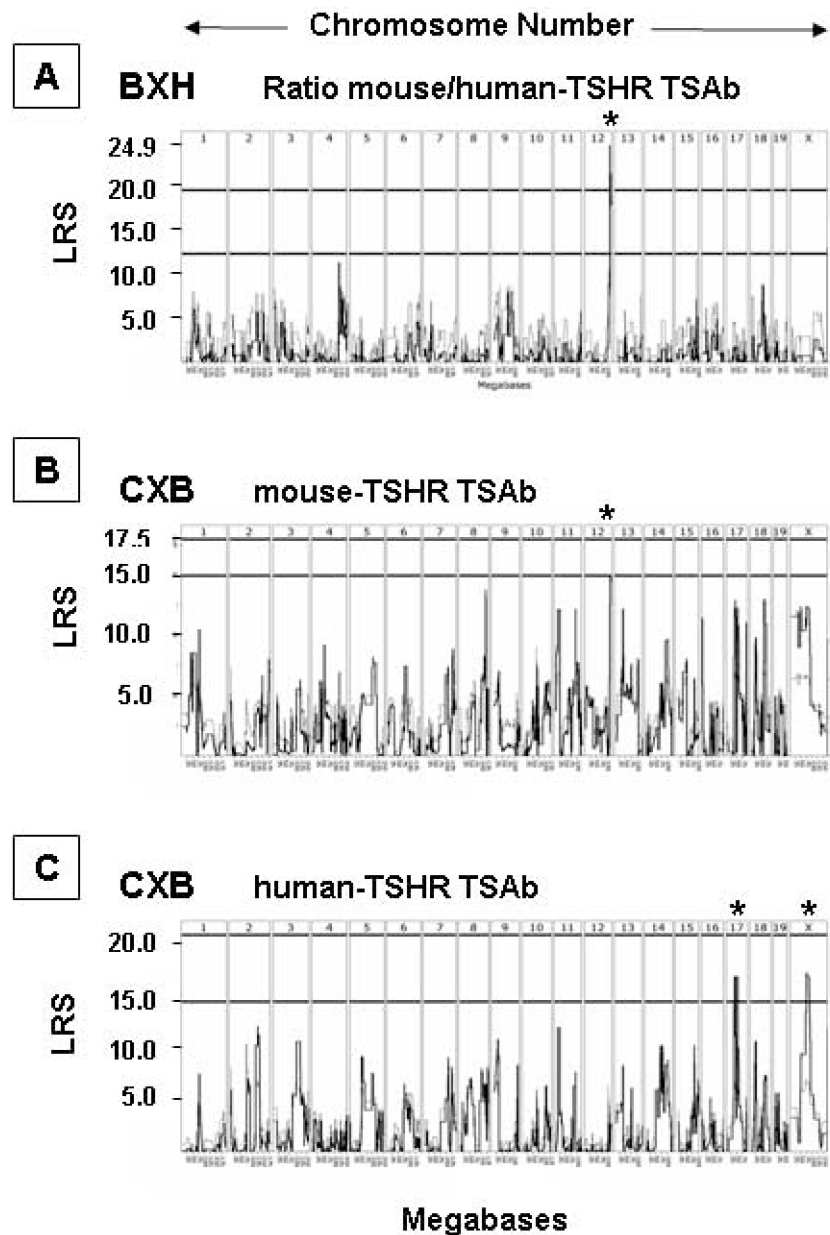 Chromosome Number
A
BXH Ratio mouse/human-TSHR TSAb
*
1 2 3 4 5 6 7 8 9 10 11 12 13 14 15 16 17 18 19 X
24.9
20.0
15.0
10.0
5.0
LRS
Megabases
B
CXB mouse-TSHR TSAb
*
1 2 3 4 5 6 7 8 9 10 11 12 13 14 15 16 17 18 19 X
17.5
15.0
10.0
5.0
LRS
C
CXB human-TSHR TSAb
* *
1 2 3 4 5 6 7 8 9 10 11 12 13 14 15 16 17 18 19 X
20.0
15.0
10.0
5.0
LRS
Megabases